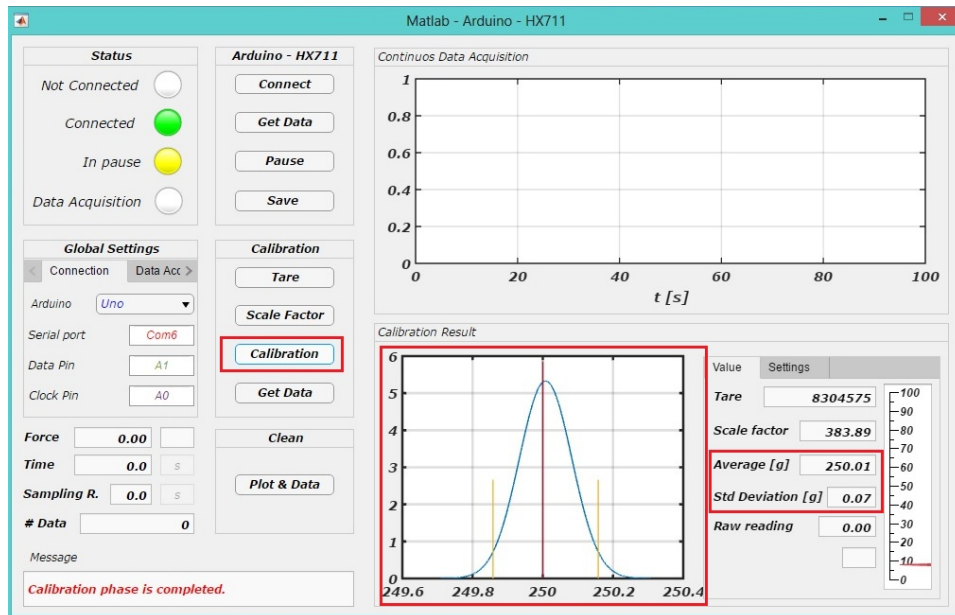 Matlab - Arduino - HX711
Status
Not Connected
Connected
In pause
Data Acquisition
Arduino - HX711
Connect
Get Data
Pause
Save
Global Settings
Connection
Data Acc
Arduino
Uno
Serial port
Com6
Data Pin
A1
Clock Pin
A0
Calibration
Tare
Scale Factor
Calibration
Get Data
Force
0.00
Time
0.0
s
Sampling R.
0.0
s
# Data
0
Clean
Plot & Data
Message
Calibration phase is completed.
Continuos Data Acquisition
1
0.8
0.6
0.4
0.2
0
0 20 40 60 80 100
t [s]
Calibration Result
6
5
4
3
2
1
0
249.6 249.8 250 250.2 250.4
Value
Settings
Tare
8304575
Scale factor
383.89
Average [g]
250.01
Std Deviation [g]
0.07
Raw reading
0.00
100
90
80
70
60
50
40
30
20
10
0